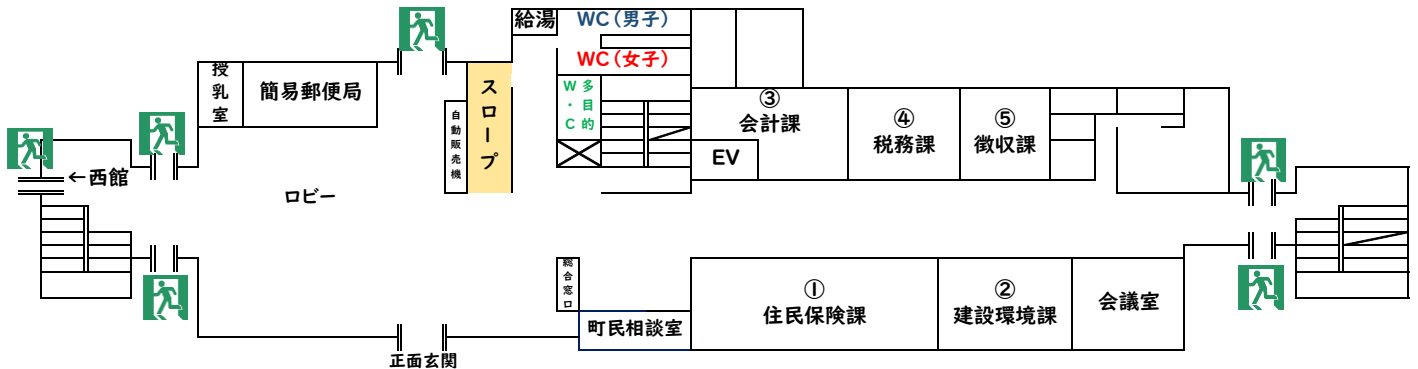 給湯
WC(男子)
WC(女子)
授乳室
簡易郵便局
スロープ
多目的
W・C
自動販売機
③
会計課
④
税務課
⑤
徴収課
EV
←西館
ロビー
総合窓口
①
住民保険課
②
建設環境課
会議室
町民相談室
正面玄関